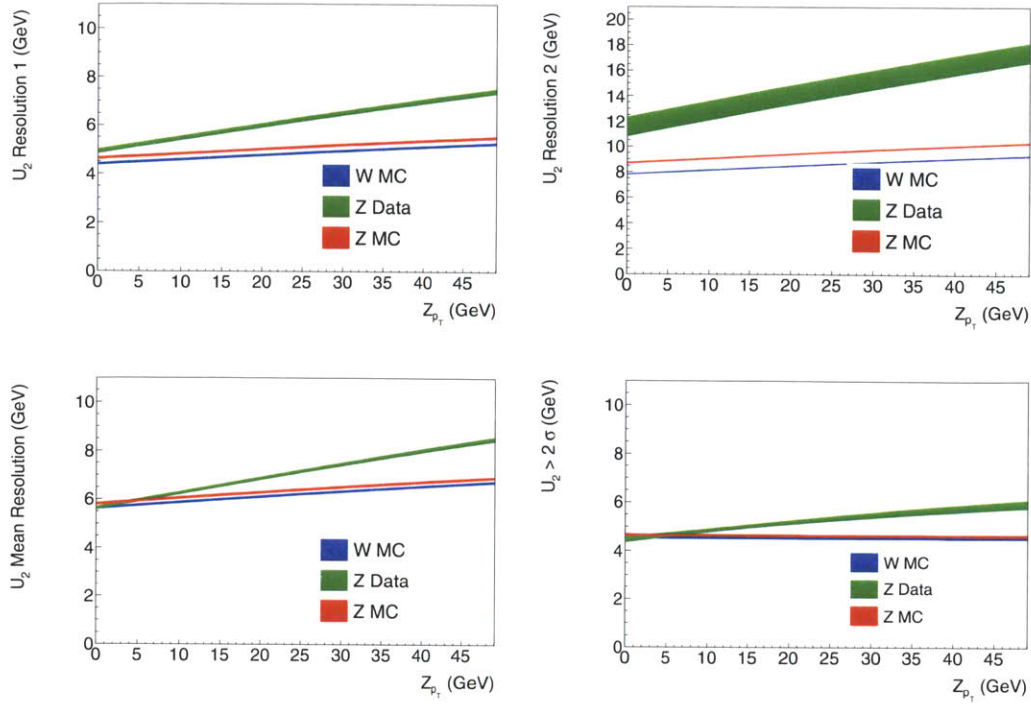 U2 Resolution 1 (GeV)
10
8
6
4
2
0
W MC
Z Data
Z MC
0 5 10 15 20 25 30 35 40 45
ZpT (GeV)
U2 Resolution 2 (GeV)
20
18
16
14
12
10
8
6
4
2
0
W MC
Z Data
Z MC
0 5 10 15 20 25 30 35 40 45
ZpT (GeV)
U2 Mean Resolution (GeV)
10
8
6
4
2
0
W MC
Z Data
Z MC
0 5 10 15 20 25 30 35 40 45
ZpT (GeV)
U2 > 2 σ (GeV)
10
8
6
4
2
0
W MC
Z Data
Z MC
0 5 10 15 20 25 30 35 40 45
ZpT (GeV)